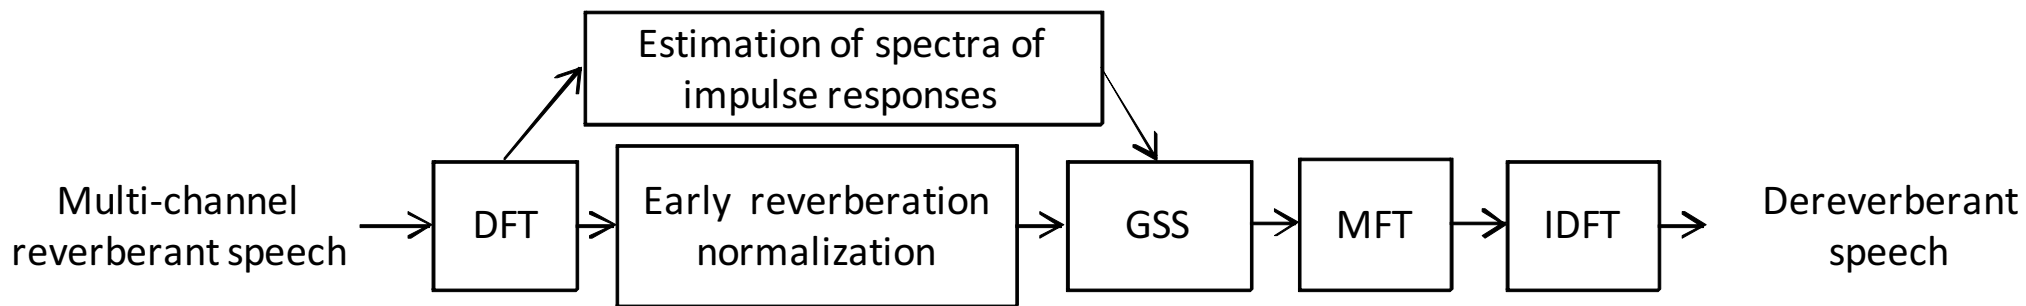 Estimation of spectra of
impulse responses
Multi-channel
reverberant speech
DFT
Early reverberation
normalization
GSS
MFT
IDFT
Dereverberant
speech